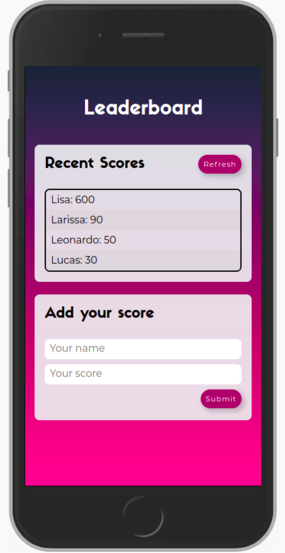 Leaderboard
Recent Scores
Refresh
Lisa: 600
Larissa: 90
Leonardo: 50
Lucas: 30
Add your score
Your name
Your score
Submit